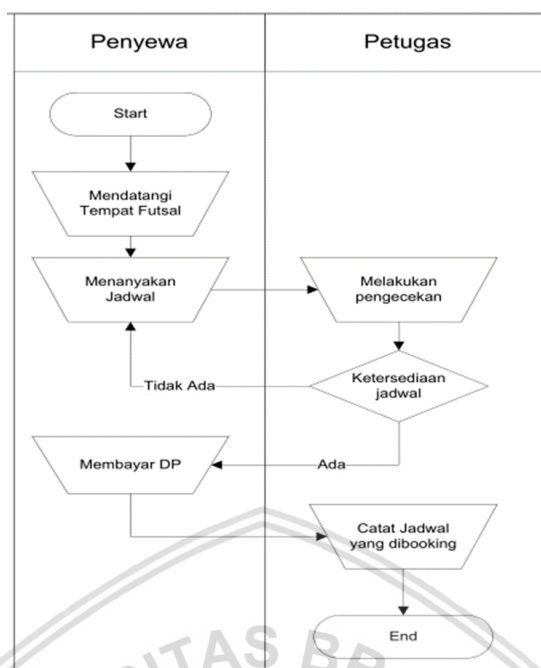 Penyewa
Petugas
Start
Mendatangi
Tempat Futsal
Menanyakan
Jadwal
Melakukan
pengecekan
Ketersediaan
jadwal
Tidak Ada
Membayar DP
Ada
Catat Jadwal
yang dibooking
End